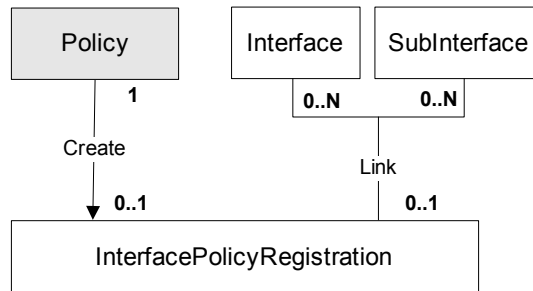 Policy
Interface
SubInterface
1
0..N
0..N
Create
Link
0..1
0..1
InterfacePolicyRegistration